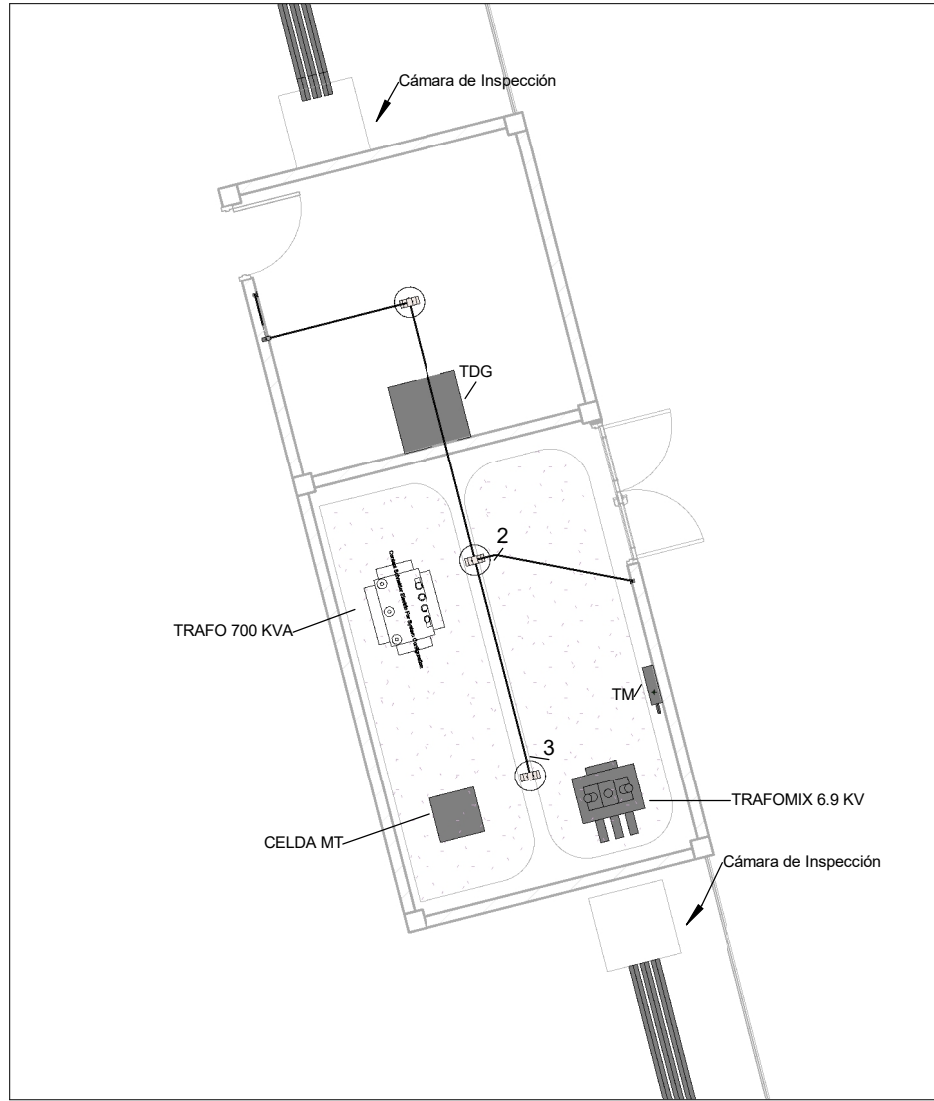 Cámara de Inspección
TDG
2
TRAFO 700 KVA
TM
3
TRAFOMIX 6.9 KV
CELDA MT
Cámara de Inspección